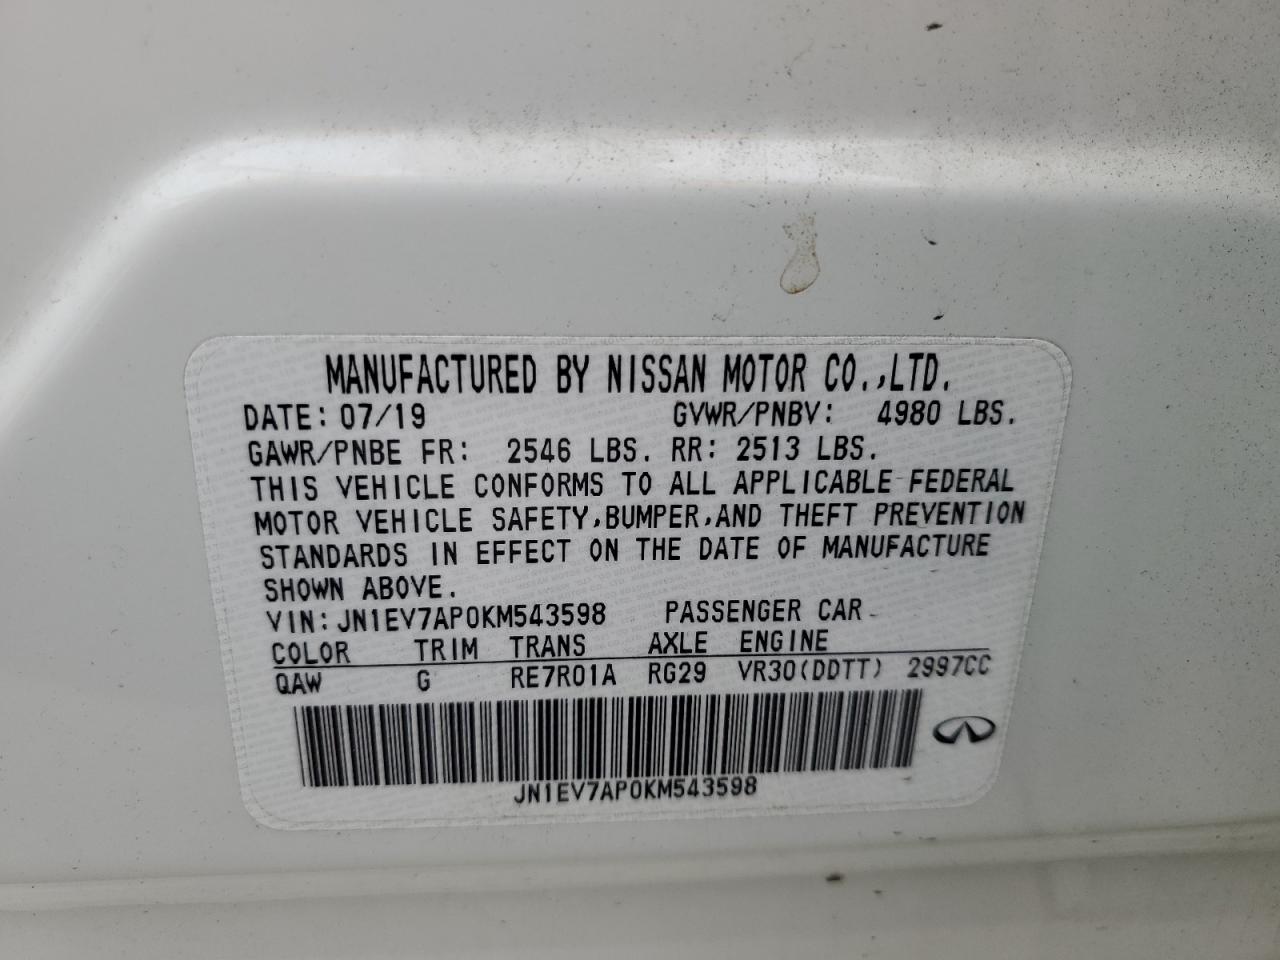 MANUFACTURED BY NISSAN MOTOR CO.,LTD.
DATE: 07/19 GVWR/PNBV: 4980 LBS.
GAWR/PNBE FR: 2546 LBS. RR: 2513 LBS.
THIS VEHICLE CONFORMS TO ALL APPLICABLE FEDERAL
MOTOR VEHICLE SAFETY,BUMPER,AND THEFT PREVENTION
STANDARDS IN EFFECT ON THE DATE OF MANUFACTURE
SHOWN ABOVE.
VIN: JN1EV7AP0KM543598 PASSENGER CAR
COLOR TRIM TRANS AXLE ENGINE
QAW G RE7R01A RG29 VR30(DDTT) 2997CC
JN1EV7AP0KM543598